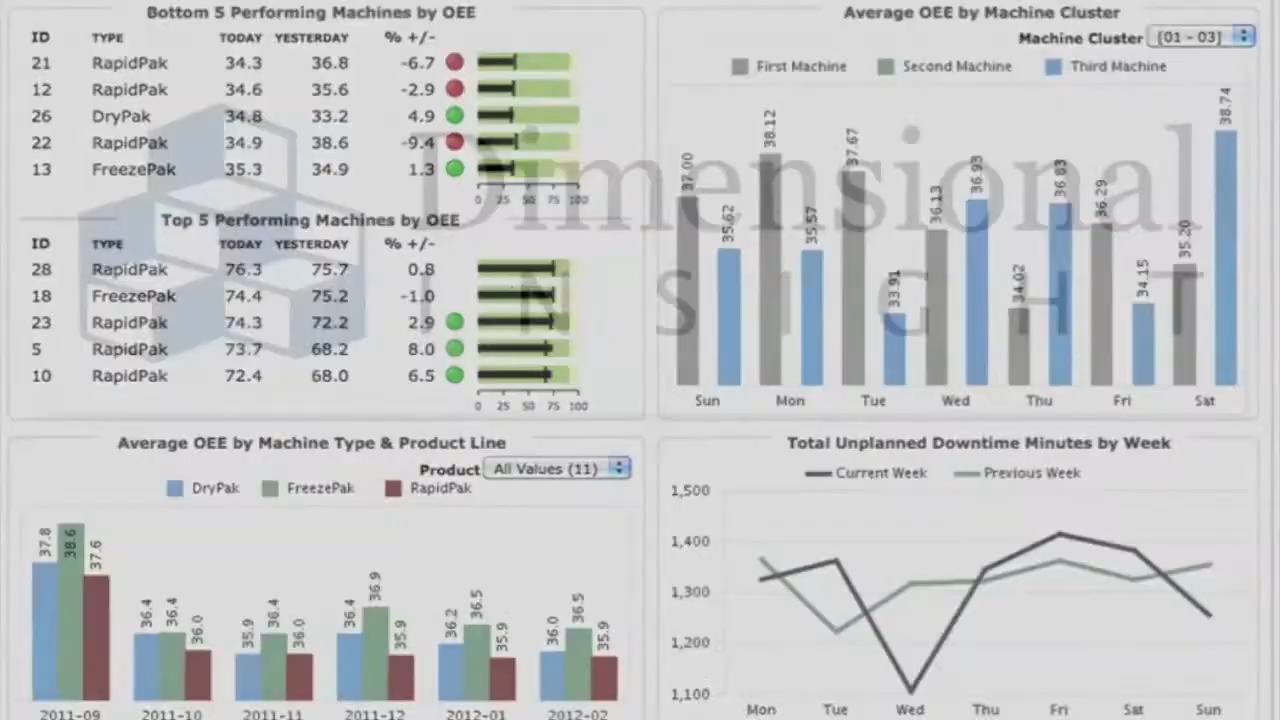 Bottom 5 Performing Machines by OEE
ID TYPE TODAY YESTERDAY % +/-
21 RapidPak 34.3 36.8 -6.7
12 RapidPak 34.6 35.6 -2.9
26 DryPak 34.8 33.2 4.9
22 RapidPak 34.9 38.6 -9.4
13 FreezePak 35.3 34.9 1.3
0 25 50 75 100
Top 5 Performing Machines by OEE
ID TYPE TODAY YESTERDAY % +/-
28 RapidPak 76.3 75.7 0.8
18 FreezePak 74.4 75.2 -1.0
23 RapidPak 74.3 72.2 2.9
5 RapidPak 73.7 68.2 8.0
10 RapidPak 72.4 68.0 6.5
0 25 50 75 100
Average OEE by Machine Cluster
Machine Cluster [01 - 03]
First Machine Second Machine Third Machine
37.00 35.62 38.12 35.57 37.67 33.91 36.13 36.93 34.02 36.83 36.29 34.15 35.20 38.74
Sun Mon Tue Wed Thu Fri Sat
Dimensional
INSIGHT
Average OEE by Machine Type & Product Line
Product All Values (11)
DryPak FreezePak RapidPak
37.8 38.6 37.6 36.4 36.4 36.0 35.9 36.4 36.0 36.4 36.9 35.9 36.2 36.5 35.9 36.0 36.5 35.9
2011-09 2011-10 2011-11 2011-12 2012-01 2012-02
Total Unplanned Downtime Minutes by Week
Current Week Previous Week
1,500
1,400
1,300
1,200
1,100
Mon Tue Wed Thu Fri Sat Sun